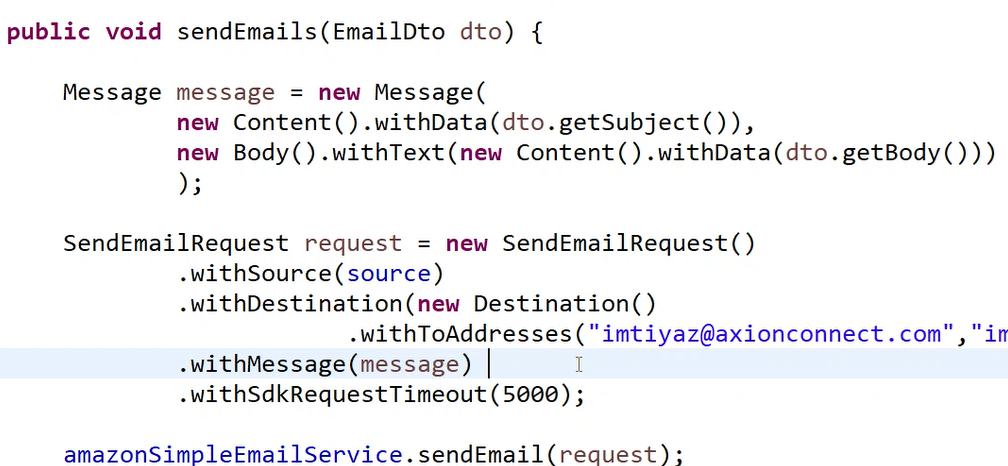 public void sendEmails(EmailDto dto) {
Message message = new Message(
new Content().withData(dto.getSubject()),
new Body().withText(new Content().withData(dto.getBody()))
);
SendEmailRequest request = new SendEmailRequest()
.withSource(source)
.withDestination(new Destination()
.withToAddresses("imtiyaz@axionconnect.com","im
.withMessage(message)
.withSdkRequestTimeout(5000);
amazonSimpleEmailService.sendEmail(request);